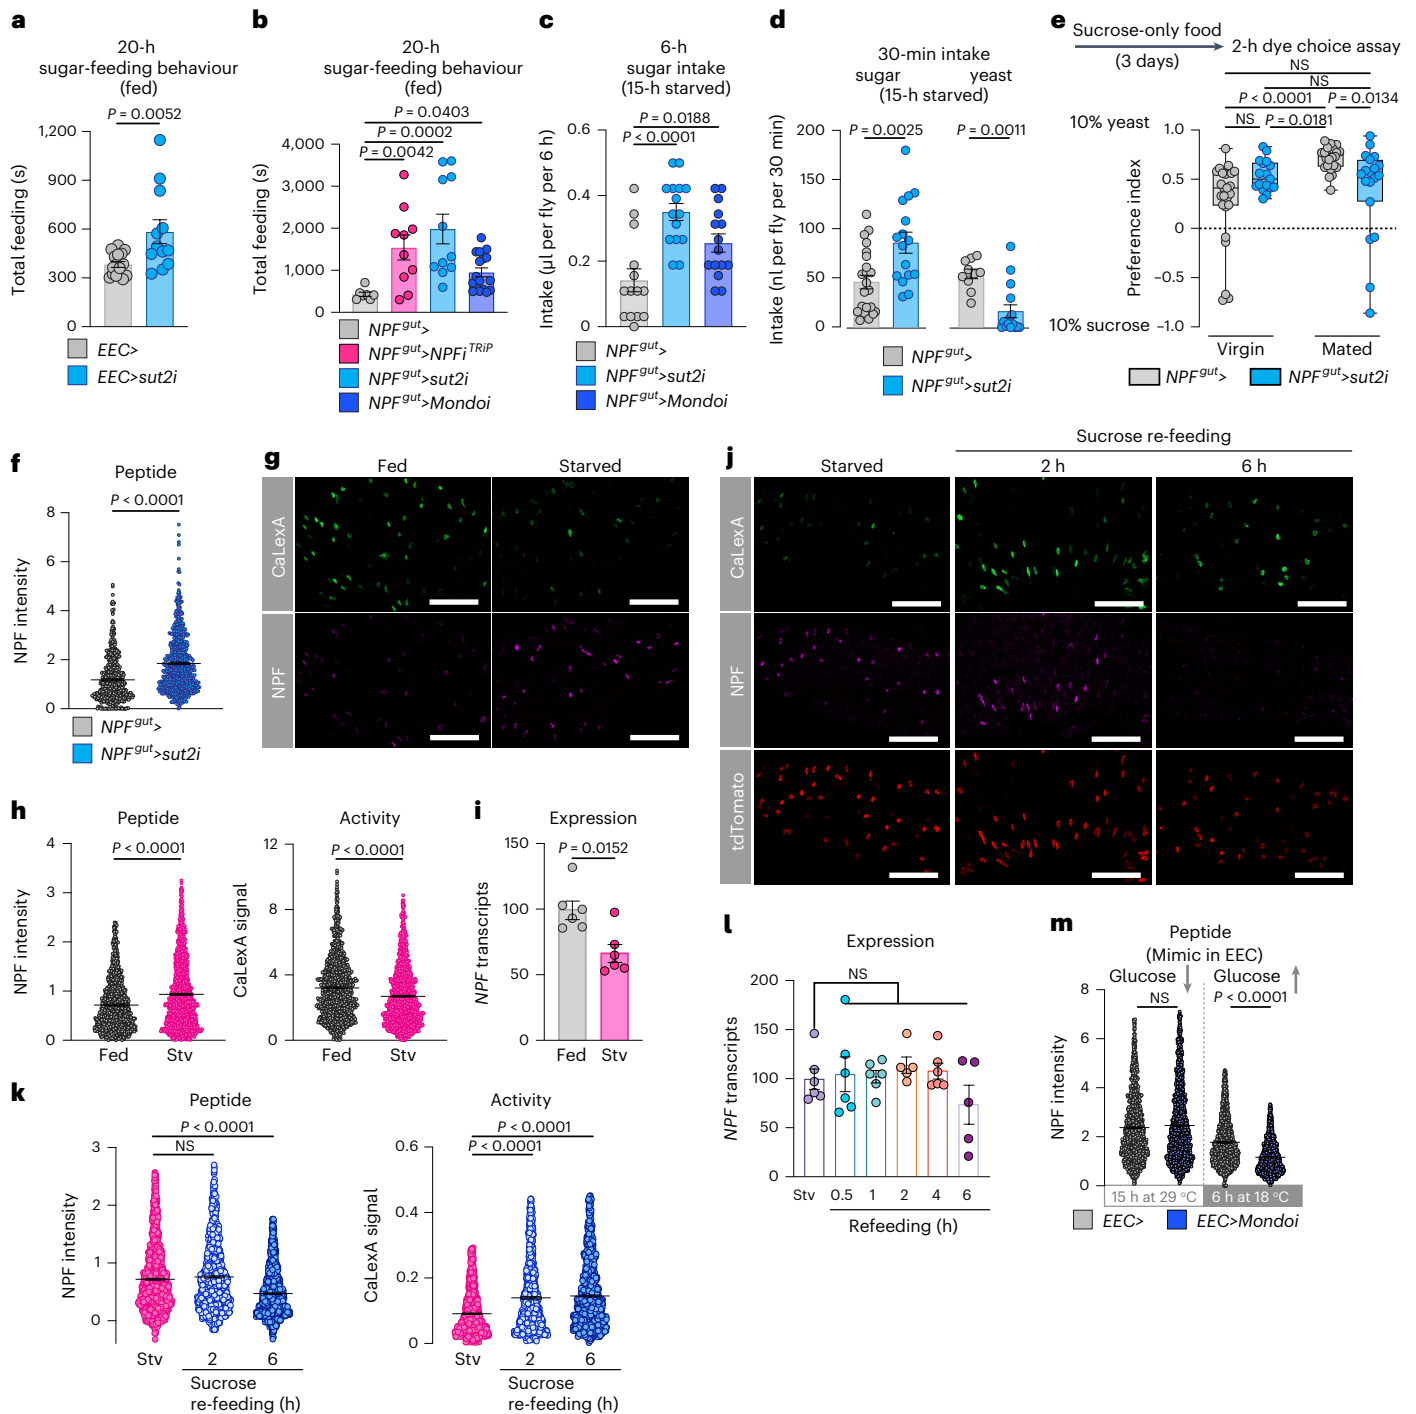 a
20-h
sugar-feeding behaviour
(fed)
P = 0.0052
1,200
900
600
300
0
Total feeding (s)
EEC>
EEC>sut2i
b
20-h
sugar-feeding behaviour
(fed)
P = 0.0403
P = 0.0002
P = 0.0042
4,000
3,000
2,000
1,000
0
Total feeding (s)
NPFgut>
NPFgut>NPFiTRiP
NPFgut>sut2i
NPFgut>Mondoi
c
6-h
sugar intake
(15-h starved)
P = 0.0188
P < 0.0001
0.6
0.4
0.2
0
Intake (µl per fly per 6 h)
NPFgut>
NPFgut>sut2i
NPFgut>Mondoi
d
30-min intake
sugar yeast
(15-h starved)
P = 0.0025 P = 0.0011
200
150
100
50
0
Intake (nl per fly per 30 min)
NPFgut>
NPFgut>sut2i
e
Sucrose-only food
(3 days)
2-h dye choice assay
NS
NS
P < 0.0001 P = 0.0134
NS P = 0.0181
10% yeast
1.0
0.5
0
–0.5
10% sucrose –1.0
Preference index
Virgin Mated
NPFgut> NPFgut>sut2i
f
Peptide
P < 0.0001
8
6
4
2
0
NPF intensity
NPFgut>
NPFgut>sut2i
g
Fed Starved
CaLexA
NPF
h
Peptide
P < 0.0001
4
3
2
1
0
NPF intensity
Fed Stv
Activity
P < 0.0001
12
8
4
0
CaLexA signal
Fed Stv
i
Expression
P = 0.0152
150
100
50
0
NPF transcripts
Fed Stv
j
Sucrose re-feeding
Starved 2 h 6 h
CaLexA
NPF
tdTomato
k
Peptide
P < 0.0001
NS
3
2
1
0
NPF intensity
Stv 2 6
Sucrose
re-feeding (h)
Activity
P < 0.0001
P < 0.0001
0.6
0.4
0.2
0
CaLexA signal
Stv 2 6
Sucrose
re-feeding (h)
l
Expression
NS
200
150
100
50
0
NPF transcripts
Stv 0.5 1 2 4 6
Refeeding (h)
m
Peptide
(Mimic in EEC)
Glucose Glucose
NS P < 0.0001
8
6
4
2
0
NPF intensity
15 h at 29 °C 6 h at 18 °C
EEC> EEC>Mondoi